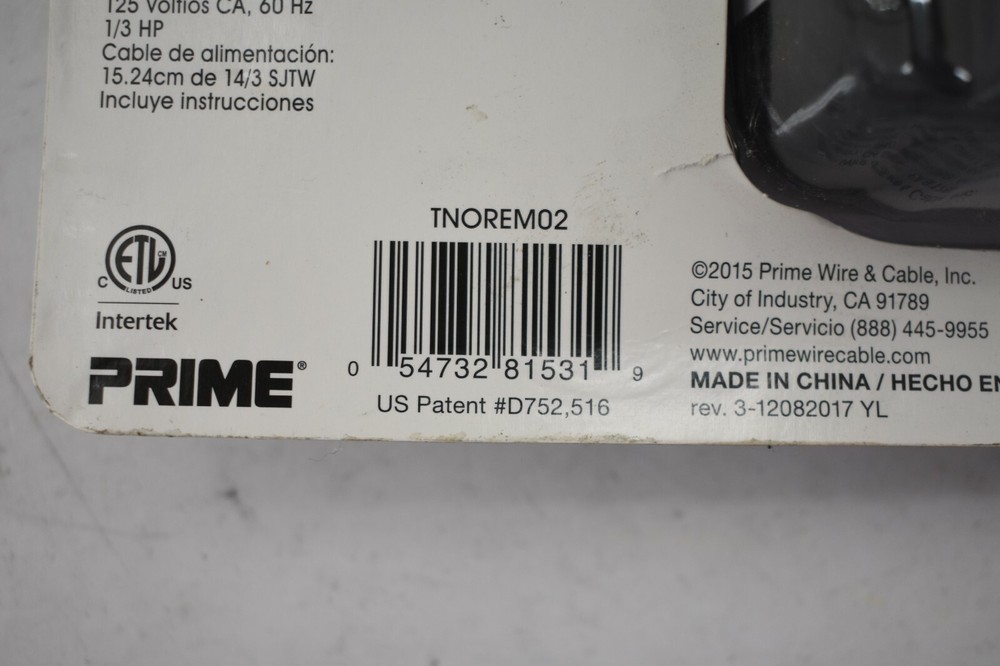 125 Voltios CA, 60 Hz
1/3 HP
Cable de alimentación:
15.24cm de 14/3 SJTW
Incluye instrucciones
ETL CM
C LISTED US
Intertek
PRIME®
TNOREM02
0 54732 81531 9
US Patent #D752,516
©2015 Prime Wire & Cable, Inc.
City of Industry, CA 91789
Service/Servicio (888) 445-9955
www.primewirecable.com
MADE IN CHINA / HECHO EN
rev. 3-12082017 YL